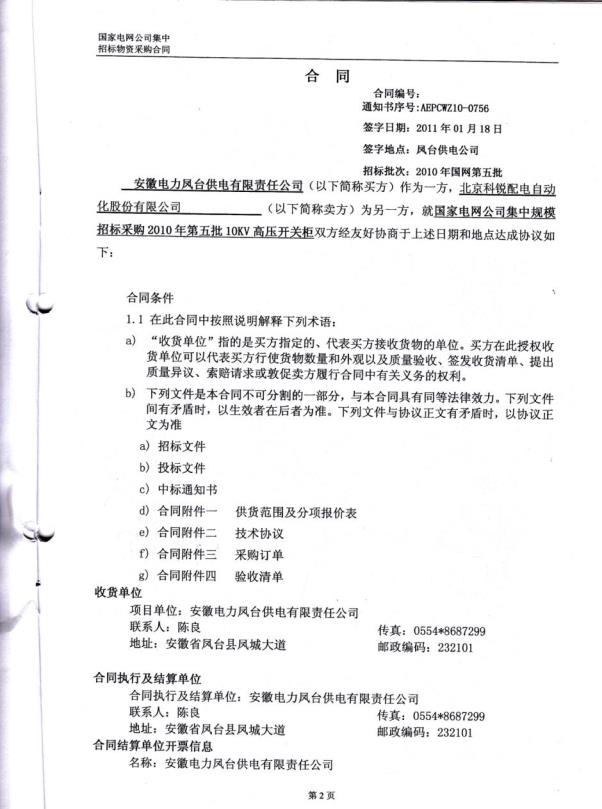 国家电网公司集中
招标物资采购合同
合 同
合同编号：
通知书序号:AEPCWZ10-0756
签字日期：2011年01月18日
签字地点：凤台供电公司
招标批次：2010年国网第五批
安徽电力凤台供电有限责任公司（以下简称买方）作为一方，北京科锐配电自动
化股份有限公司（以下简称卖方）为另一方，就国家电网公司集中规模
招标采购2010年第五批10KV高压开关柜双方经友好协商于上述日期和地点达成协议如
下：
合同条件
1.1 在此合同中按照说明解释下列术语：
a) “收货单位”指的是买方指定的、代表买方接收货物的单位。买方在此授权收
货单位可以代表买方行使货物数量和外观以及质量验收、签发收货清单、提出
质量异议、索赔请求或敦促卖方履行合同中有关义务的权利。
b) 下列文件是本合同不可分割的一部分，与本合同具有同等法律效力。下列文件
间有矛盾时，以生效者在后者为准。下列文件与协议正文有矛盾时，以协议正
文为准
a) 招标文件
b) 投标文件
c) 中标通知书
d) 合同附件一 供货范围及分项报价表
e) 合同附件二 技术协议
f) 合同附件三 采购订单
g) 合同附件四 验收清单
收货单位
项目单位：安徽电力凤台供电有限责任公司
联系人：陈良 传真：0554*8687299
地址：安徽省凤台县凤城大道 邮政编码：232101
合同执行及结算单位
合同执行及结算单位：安徽电力凤台供电有限责任公司
联系人：陈良 传真：0554*8687299
地址：安徽省凤台县凤城大道 邮政编码：232101
合同结算单位开票信息
名称：安徽电力凤台供电有限责任公司
第2页